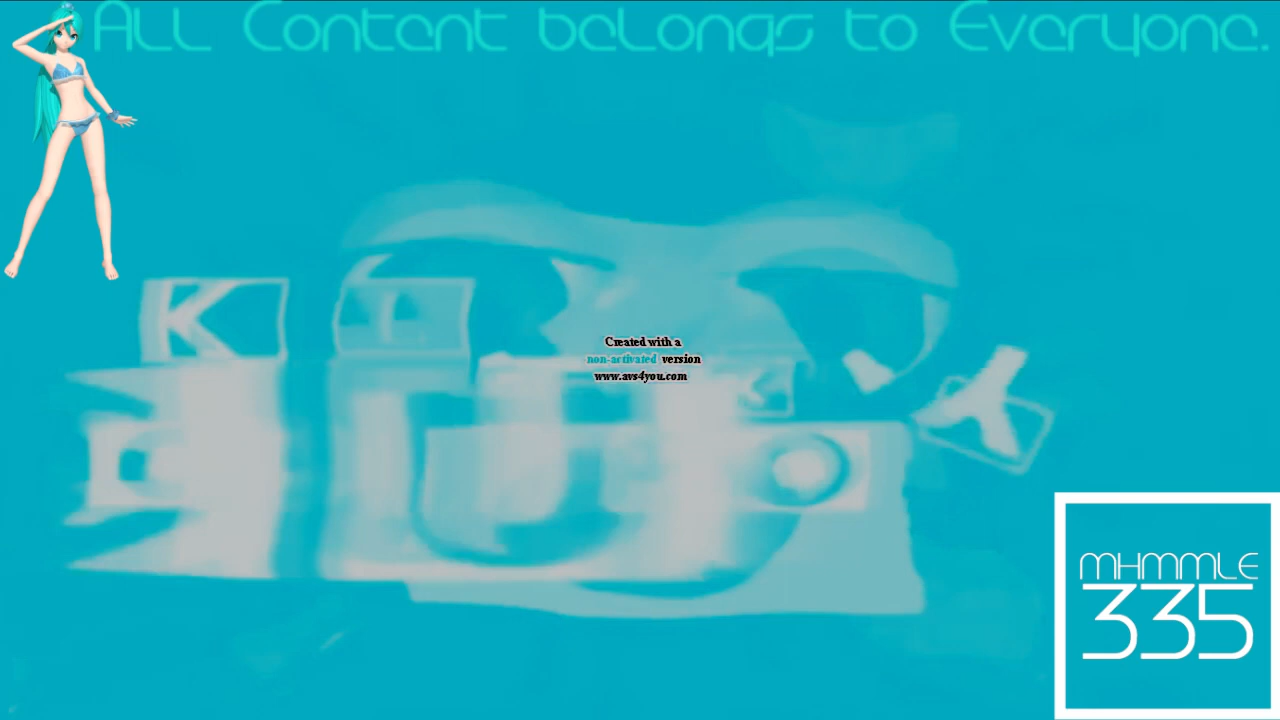 ALL Content belongs to Everyone.
K
Y
Created with a
non-activated version
www.avs4you.com
MHMMLE
335